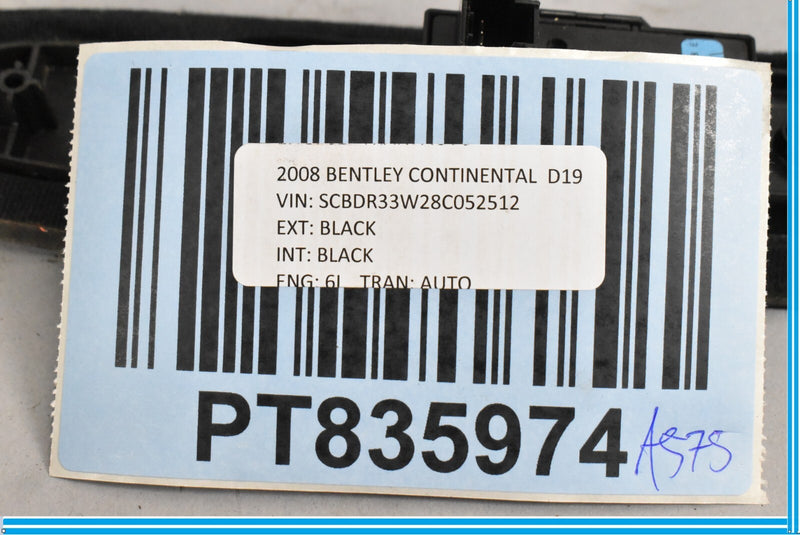 2008 BENTLEY CONTINENTAL D19
VIN: SCBDR33W28C052512
EXT: BLACK
INT: BLACK
ENG: 6L TRAN: AUTO
PT835974